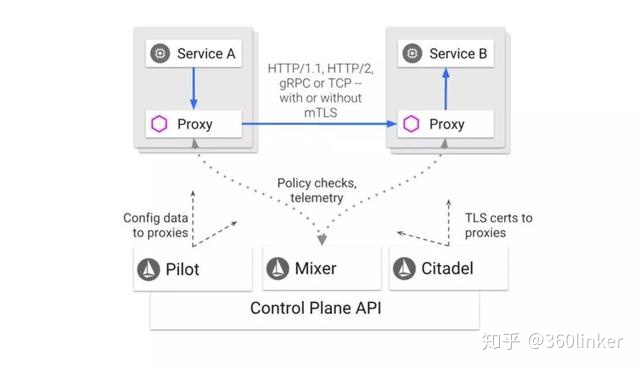 Service A
Service B
HTTP/1.1, HTTP/2,
gRPC or TCP --
with or without
mTLS
Proxy
Proxy
Policy checks,
telemetry
Config data
to proxies
TLS certs to
proxies
Pilot
Mixer
Citadel
Control Plane API
知乎 @360linker